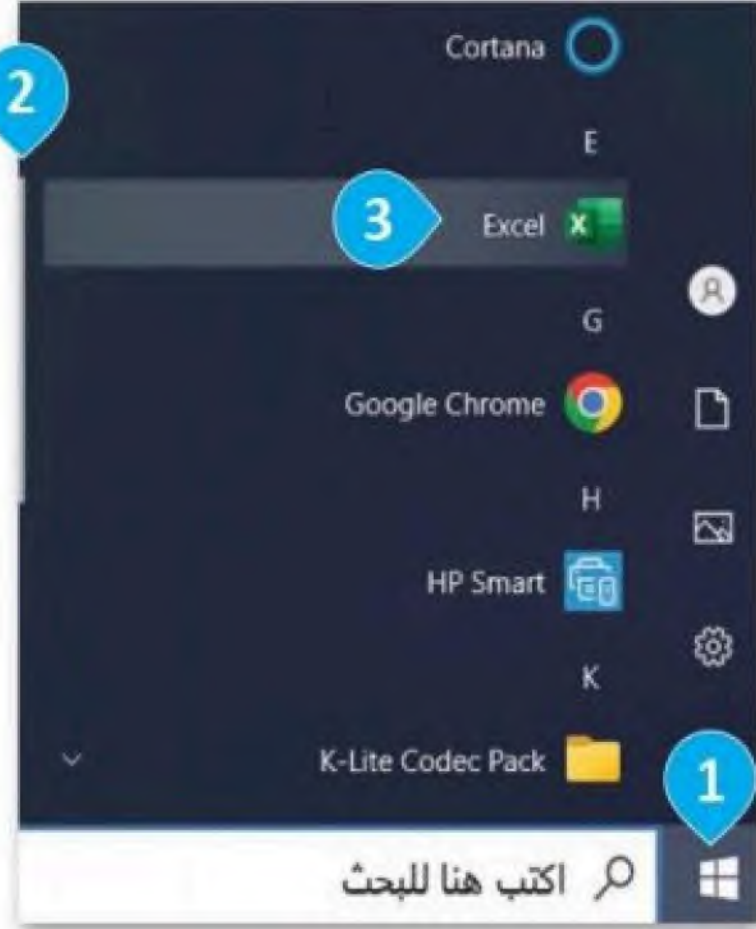 Cortana
2
E
3
Excel
G
Google Chrome
H
HP Smart
K
K-Lite Codec Pack
1
اكتب هنا للبحث